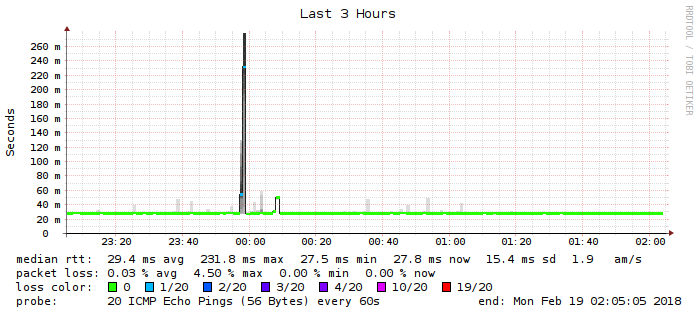 Last 3 Hours
RRDTOOL / TOBI OETIKER
Seconds
260 m
240 m
220 m
200 m
180 m
160 m
140 m
120 m
100 m
80 m
60 m
40 m
20 m
0
23:20 23:40 00:00 00:20 00:40 01:00 01:20 01:40 02:00
median rtt: 29.4 ms avg 231.8 ms max 27.5 ms min 27.8 ms now 15.4 ms sd 1.9 am/s
packet loss: 0.03 % avg 4.50 % max 0.00 % min 0.00 % now
loss color: 0 1/20 2/20 3/20 4/20 10/20 19/20
probe: 20 ICMP Echo Pings (56 Bytes) every 60s end: Mon Feb 19 02:05:05 2018